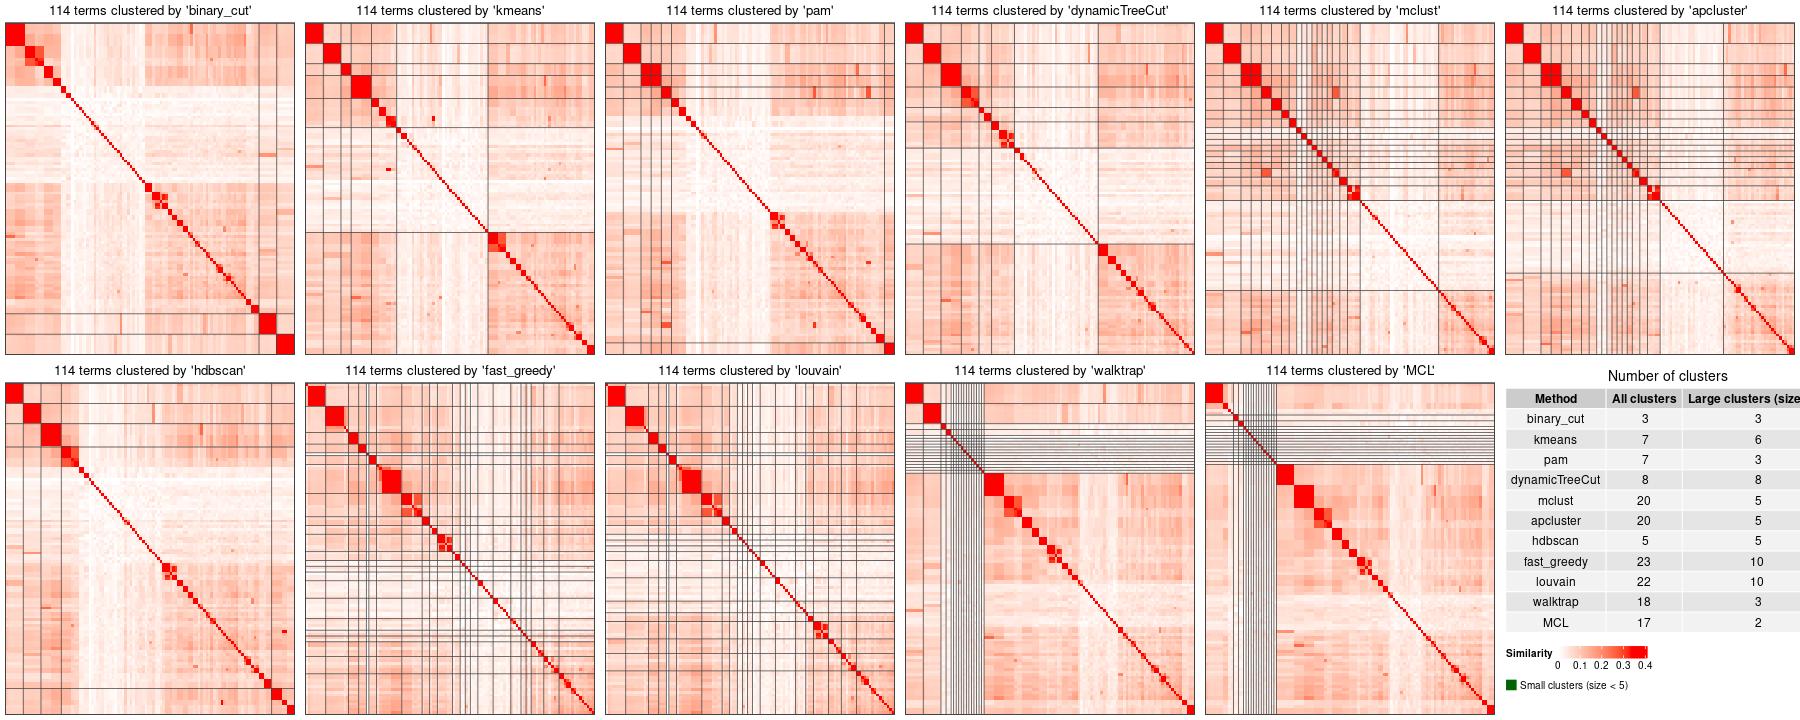 114 terms clustered by 'binary_cut'
114 terms clustered by 'kmeans'
114 terms clustered by 'pam'
114 terms clustered by 'dynamicTreeCut'
114 terms clustered by 'mclust'
114 terms clustered by 'apcluster'
114 terms clustered by 'hdbscan'
114 terms clustered by 'fast_greedy'
114 terms clustered by 'louvain'
114 terms clustered by 'walktrap'
114 terms clustered by 'MCL'
Number of clusters
Method All clusters Large clusters (size
binary_cut 3 3
kmeans 7 6
pam 7 3
dynamicTreeCut 8 8
mclust 20 5
apcluster 20 5
hdbscan 5 5
fast_greedy 23 10
louvain 22 10
walktrap 18 3
MCL 17 2
Similarity
0 0.1 0.2 0.3 0.4
Small clusters (size < 5)